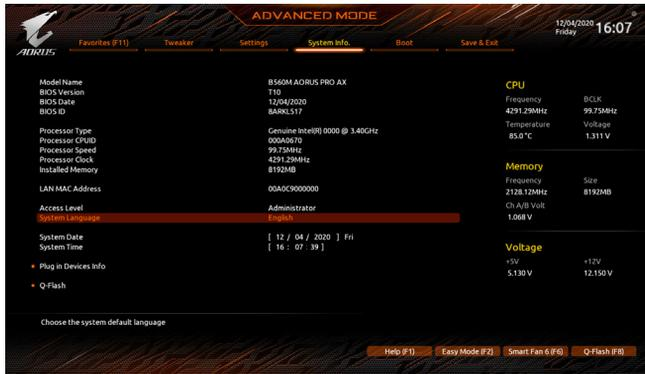 ADVANCED MODE
12/04/2020 Friday 16:07
AORUS
Favorites (F11) Tweaker Settings System Info. Boot Save & Exit
Model Name B560M AORUS PRO AX
BIOS Version T10
BIOS Date 12/04/2020
BIOS ID 8ARKL517
Processor Type Genuine Intel(R) 0000 @ 3.40GHz
Processor CPUID 000A0670
Processor Speed 99.75MHz
Processor Clock 4291.29MHz
Installed Memory 8192MB
LAN MAC Address 00A0C9000000
Access Level Administrator
System Language English
System Date [ 12 / 04 / 2020 ] Fri
System Time [ 16 : 07 : 39 ]
Plug in Devices Info
Q-Flash
Choose the system default language
CPU
Frequency BCLK
4291.29MHz 99.75MHz
Temperature Voltage
85.0 °C 1.311 V
Memory
Frequency Size
2128.12MHz 8192MB
Ch A/B Volt
1.068 V
Voltage
+5V +12V
5.130 V 12.150 V
Help (F1) Easy Mode (F2) Smart Fan 6 (F6) Q-Flash (F8)